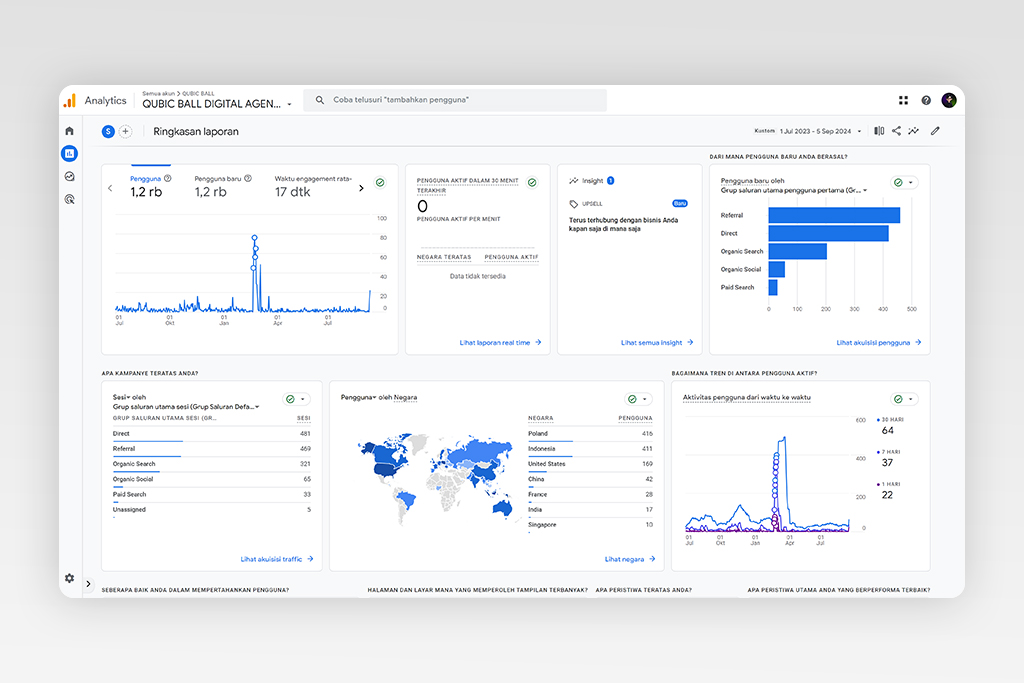 Analytics
Semua akun > QUBIC BALL
QUBIC BALL DIGITAL AGEN...
Coba telusuri "tambahkan pengguna"
S
Ringkasan laporan
Kustom 1 Jul 2023 - 5 Sep 2024
Pengguna
1,2 rb
Pengguna baru
1,2 rb
Waktu engagement rata-
17 dtk
100
80
60
40
20
0
01 Jul
01 Okt
01 Jan
01 Apr
01 Jul
PENGGUNA AKTIF DALAM 30 MENIT
TERAKHIR
0
PENGGUNA AKTIF PER MENIT
NEGARA TERATAS PENGGUNA AKTIF
Data tidak tersedia
Lihat laporan real time
Insight 1
UPSELL Baru
Terus terhubung dengan bisnis Anda
kapan saja di mana saja
Lihat semua insight
DARI MANA PENGGUNA BARU ANDA BERASAL?
Pengguna baru oleh
Grup saluran utama pengguna pertama (Gr...
Referral
Direct
Organic Search
Organic Social
Paid Search
0 100 200 300 400 500
Lihat akuisisi pengguna
APA KAMPANYE TERATAS ANDA?
Sesi oleh
Grup saluran utama sesi (Grup Saluran Defa...
GRUP SALURAN UTAMA SESI (GR... SESI
Direct 481
Referral 469
Organic Search 321
Organic Social 65
Paid Search 33
Unassigned 5
Lihat akuisisi traffic
Pengguna oleh Negara
NEGARA PENGGUNA
Poland 416
Indonesia 411
United States 169
China 42
France 28
India 17
Singapore 13
Lihat negara
BAGAIMANA TREN DI ANTARA PENGGUNA AKTIF?
Aktivitas pengguna dari waktu ke waktu
600
400
200
0
01 Jul
01 Okt
01 Jan
01 Apr
01 Jul
30 HARI
64
7 HARI
37
1 HARI
22
SEBERAPA BAIK ANDA DALAM MEMPERTAHANKAN PENGGUNA?
HALAMAN DAN LAYAR MANA YANG MEMPEROLEH TAMPILAN TERBANYAK?
APA PERISTIWA TERATAS ANDA?
APA PERISTIWA UTAMA ANDA YANG BERPERFORMA TERBAIK?